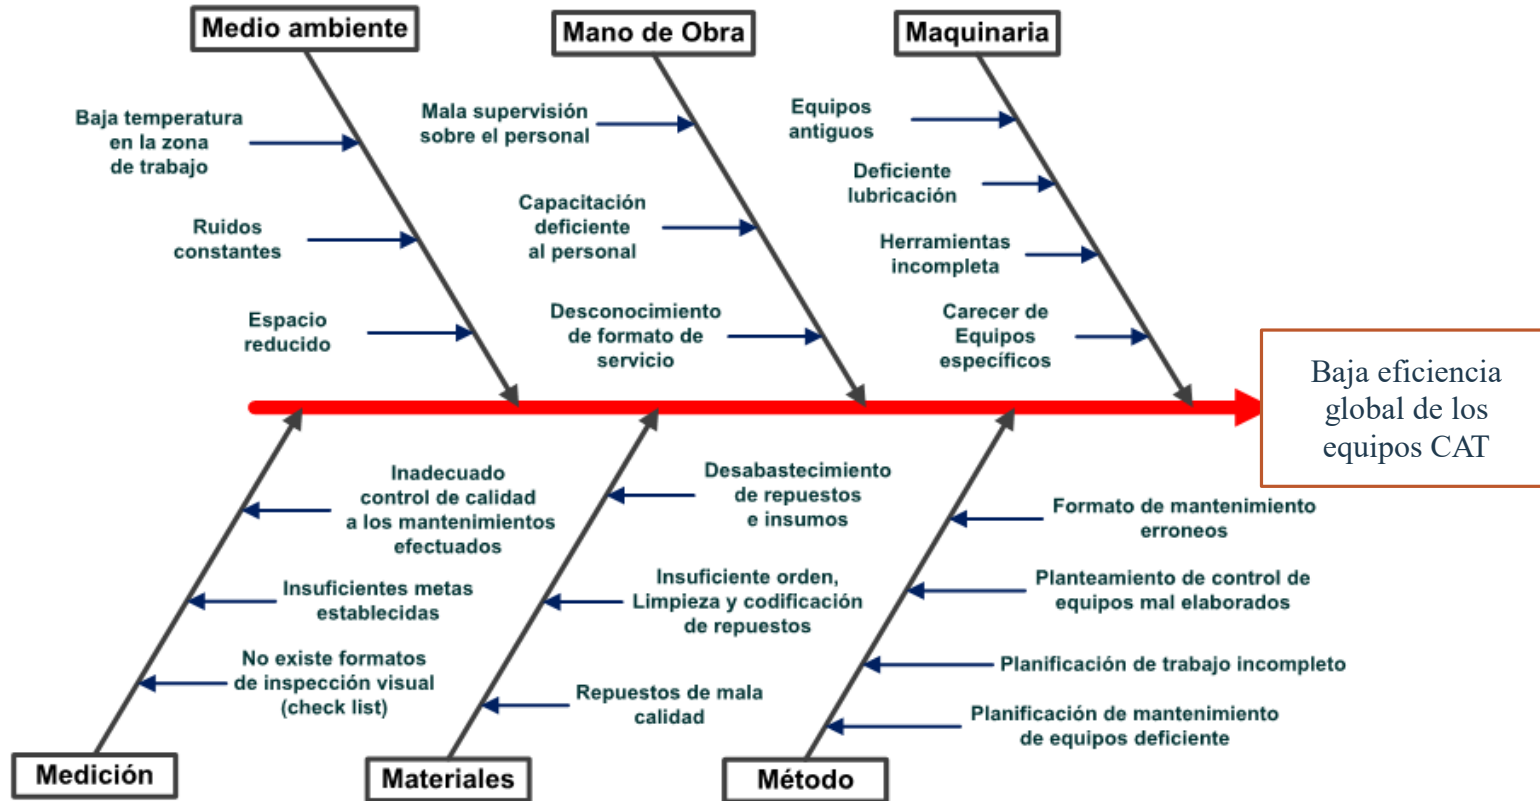 Medio ambiente
Mano de Obra
Maquinaria
Baja temperatura
en la zona
de trabajo
Ruidos
constantes
Espacio
reducido
Mala supervisión
sobre el personal
Capacitación
deficiente
al personal
Desconocimiento
de formato de
servicio
Equipos
antiguos
Deficiente
lubricación
Herramientas
incompleta
Carecer de
Equipos
específicos
Baja eficiencia
global de los
equipos CAT
Inadecuado
control de calidad
a los mantenimientos
efectuados
Insuficientes metas
establecidas
No existe formatos
de inspección visual
(check list)
Desabastecimiento
de repuestos
e insumos
Insuficiente orden,
Limpieza y codificación
de repuestos
Repuestos de mala
calidad
Formato de mantenimiento
erroneos
Planteamiento de control de
equipos mal elaborados
Planificación de trabajo incompleto
Planificación de mantenimiento
de equipos deficiente
Medición
Materiales
Método